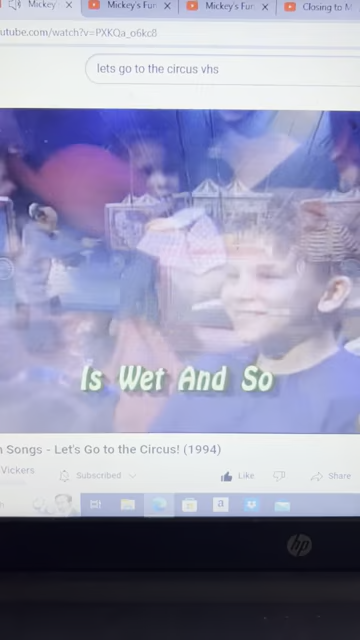 Mickey
Mickey's Fun
Mickey's Fun
Closing to M
utube.com/watch?v=PXKQa_o6kc8
lets go to the circus vhs
Is Wet And So
Songs - Let's Go to the Circus! (1994)
Vickers
Subscribed
Like
Share
a
hp